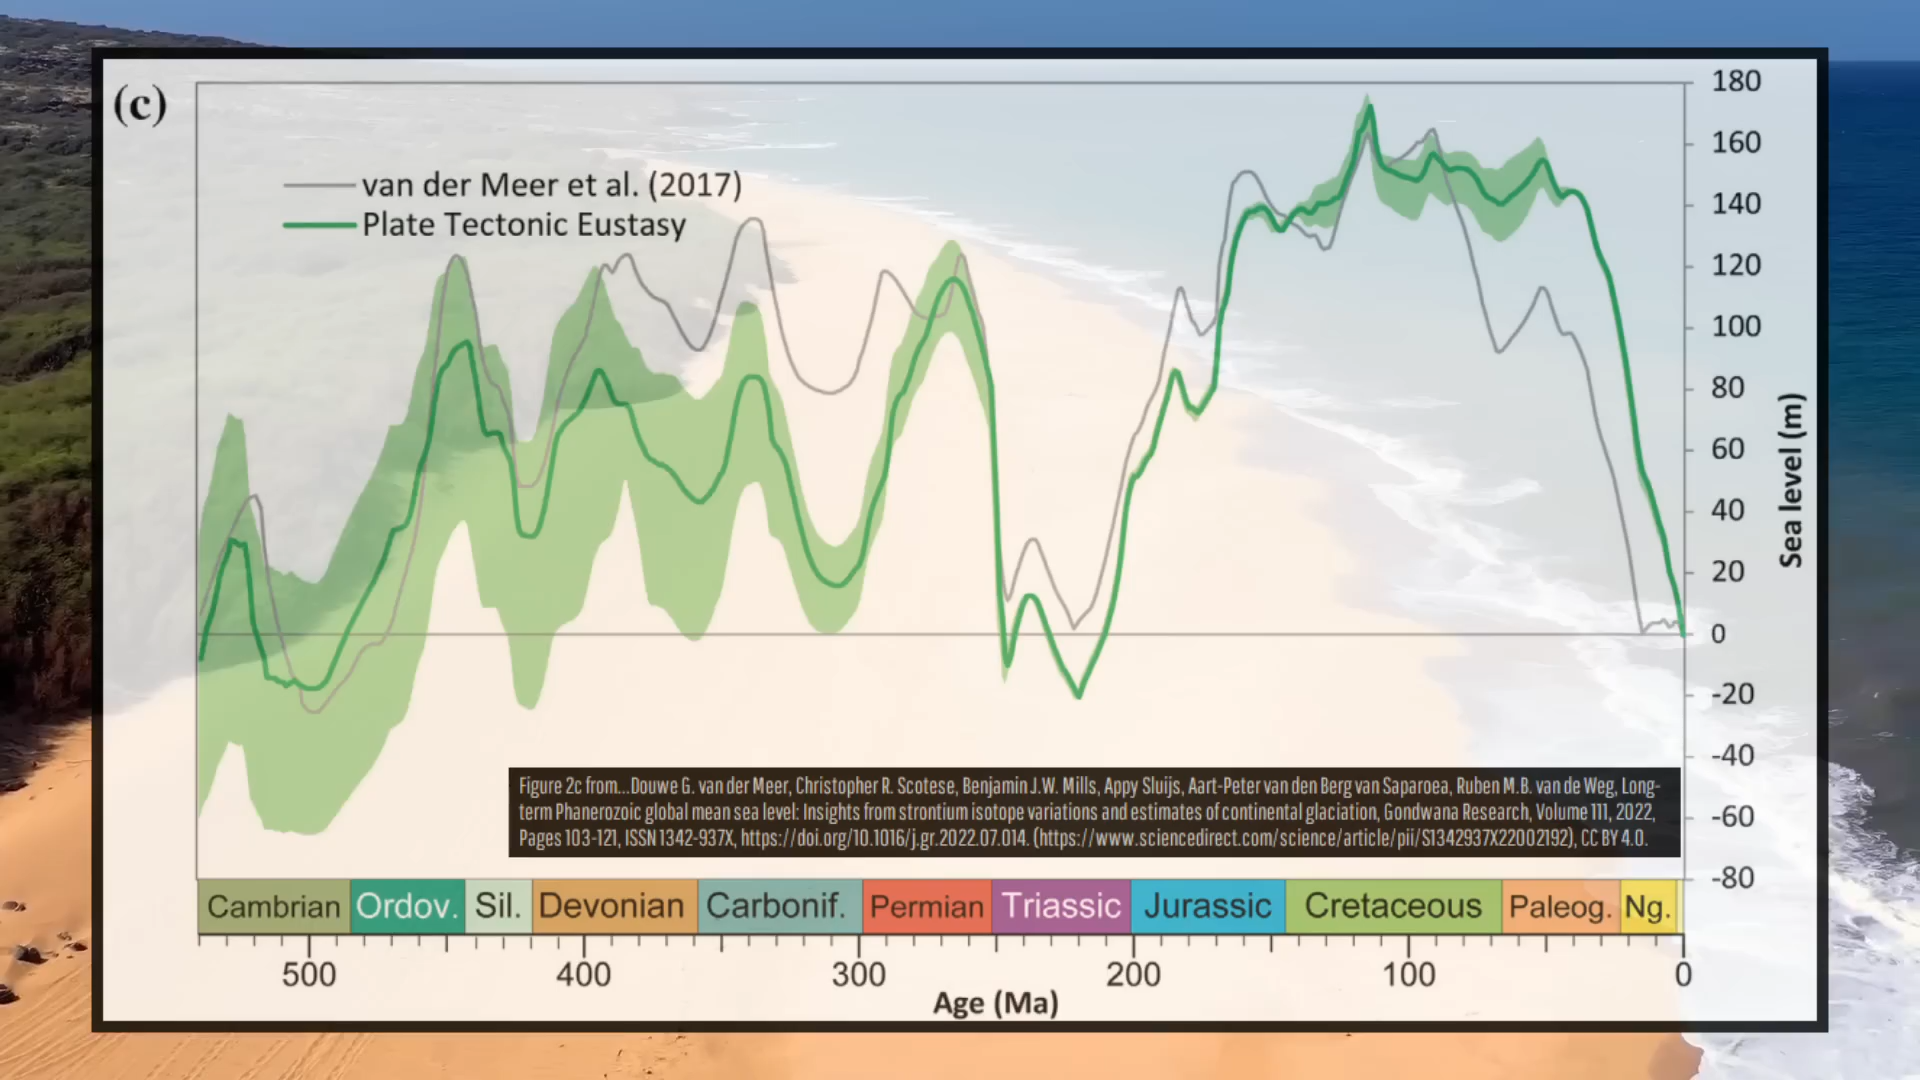 (c)
van der Meer et al. (2017)
Plate Tectonic Eustasy
180
160
140
120
100
80
60
40
20
0
-20
-40
-60
-80
Sea level (m)
Figure 2c from...Douwe G. van der Meer, Christopher R. Scotese, Benjamin J.W. Mills, Appy Sluijs, Aart-Peter van den Berg van Saparoea, Ruben M.B. van de Weg, Long-
term Phanerozoic global mean sea level: Insights from strontium isotope variations and estimates of continental glaciation, Gondwana Research, Volume 111, 2022,
Pages 103-121, ISSN 1342-937X, https://doi.org/10.1016/j.gr.2022.07.014. (https://www.sciencedirect.com/science/article/pii/S1342937X22002192), CC BY 4.0.
Cambrian Ordov. Sil. Devonian Carbonif. Permian Triassic Jurassic Cretaceous Paleog. Ng.
500 400 300 200 100 0
Age (Ma)